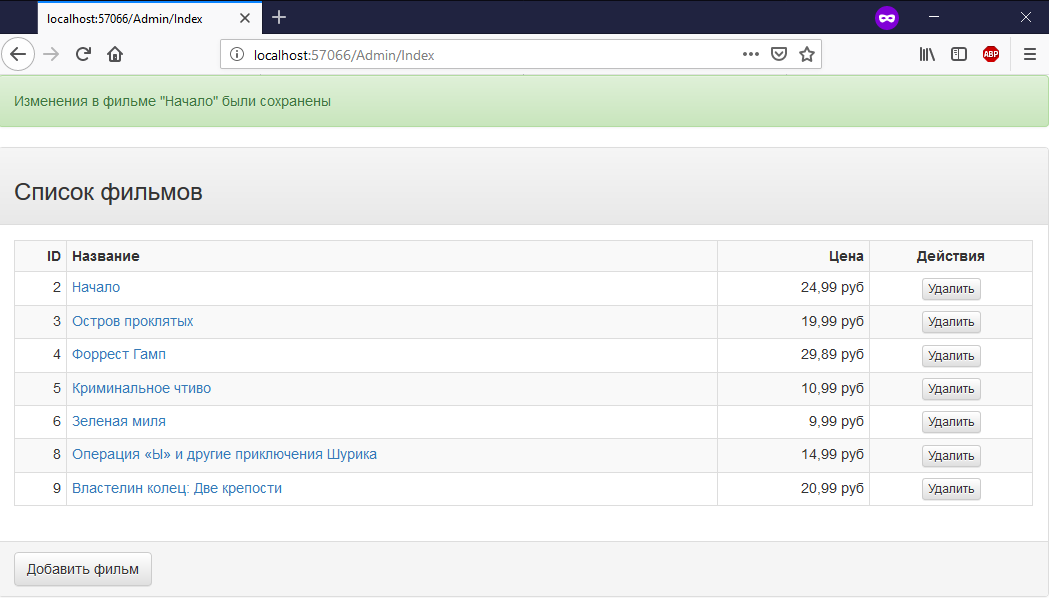 localhost:57066/Admin/Index
localhost:57066/Admin/Index
ABP
Изменения в фильме "Начало" были сохранены
Список фильмов
ID Название Цена Действия
2 Начало 24,99 руб Удалить
3 Остров проклятых 19,99 руб Удалить
4 Форрест Гамп 29,89 руб Удалить
5 Криминальное чтиво 10,99 руб Удалить
6 Зеленая миля 9,99 руб Удалить
8 Операция «Ы» и другие приключения Шурика 14,99 руб Удалить
9 Властелин колец: Две крепости 20,99 руб Удалить
Добавить фильм